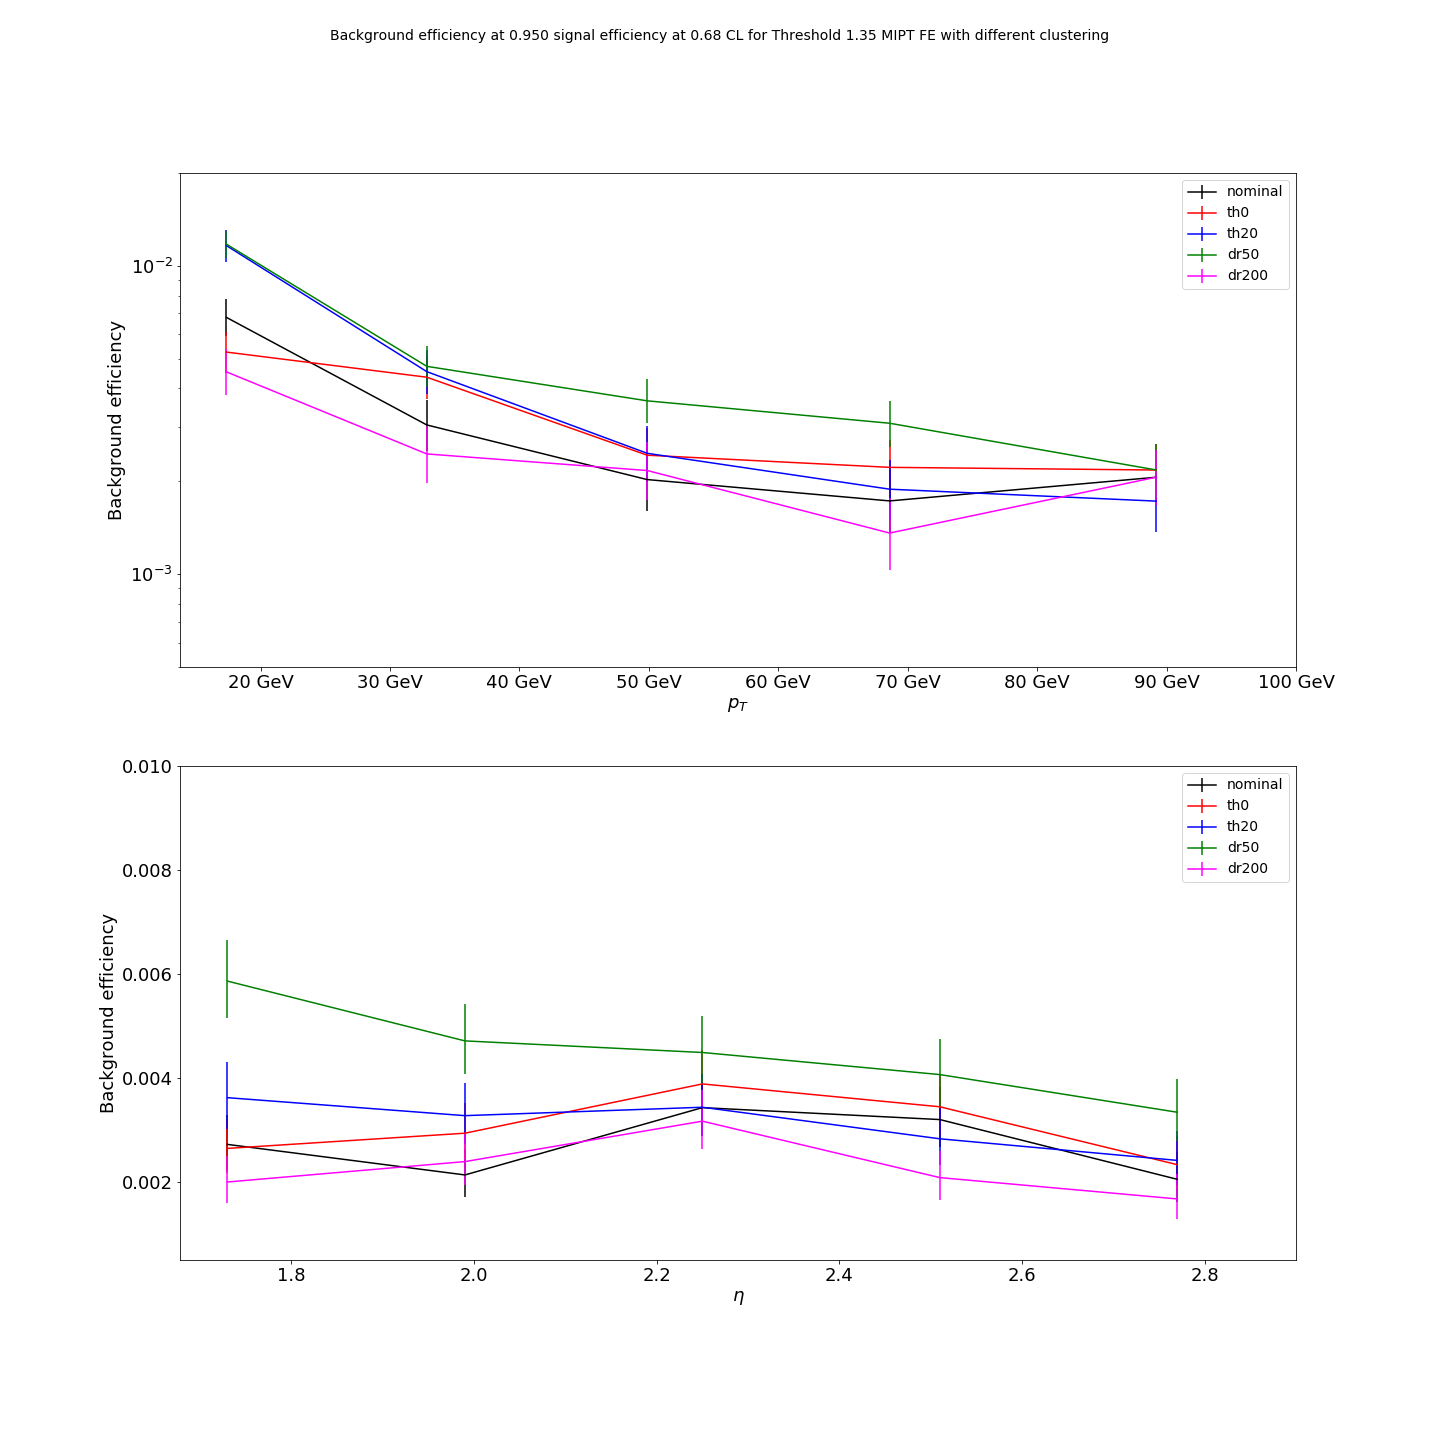 Background efficiency at 0.950 signal efficiency at 0.68 CL for Threshold 1.35 MIPT FE with different clustering
nominal
th0
th20
dr50
dr200
10⁻²
10⁻³
Background efficiency
20 GeV 30 GeV 40 GeV 50 GeV 60 GeV 70 GeV 80 GeV 90 GeV 100 GeV
p_T
0.010
0.008
0.006
0.004
0.002
Background efficiency
nominal
th0
th20
dr50
dr200
1.8 2.0 2.2 2.4 2.6 2.8
η